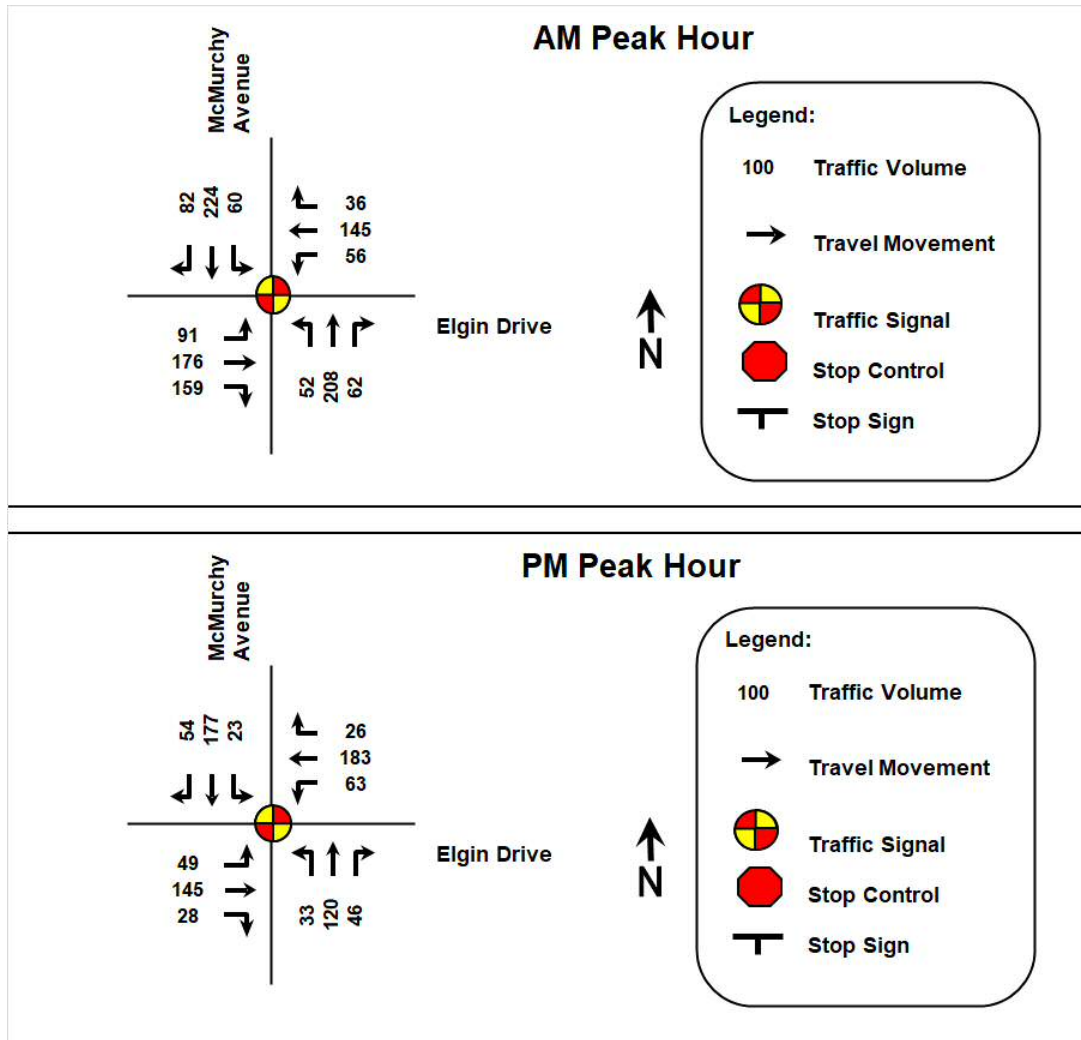 AM Peak Hour
McMurchy
Avenue
82
224
60
36
145
56
91
176
159
52
208
62
Elgin Drive
N
Legend:
100 Traffic Volume
Travel Movement
Traffic Signal
Stop Control
Stop Sign
PM Peak Hour
McMurchy
Avenue
54
177
23
26
183
63
49
145
28
33
120
46
Elgin Drive
N
Legend:
100 Traffic Volume
Travel Movement
Traffic Signal
Stop Control
Stop Sign